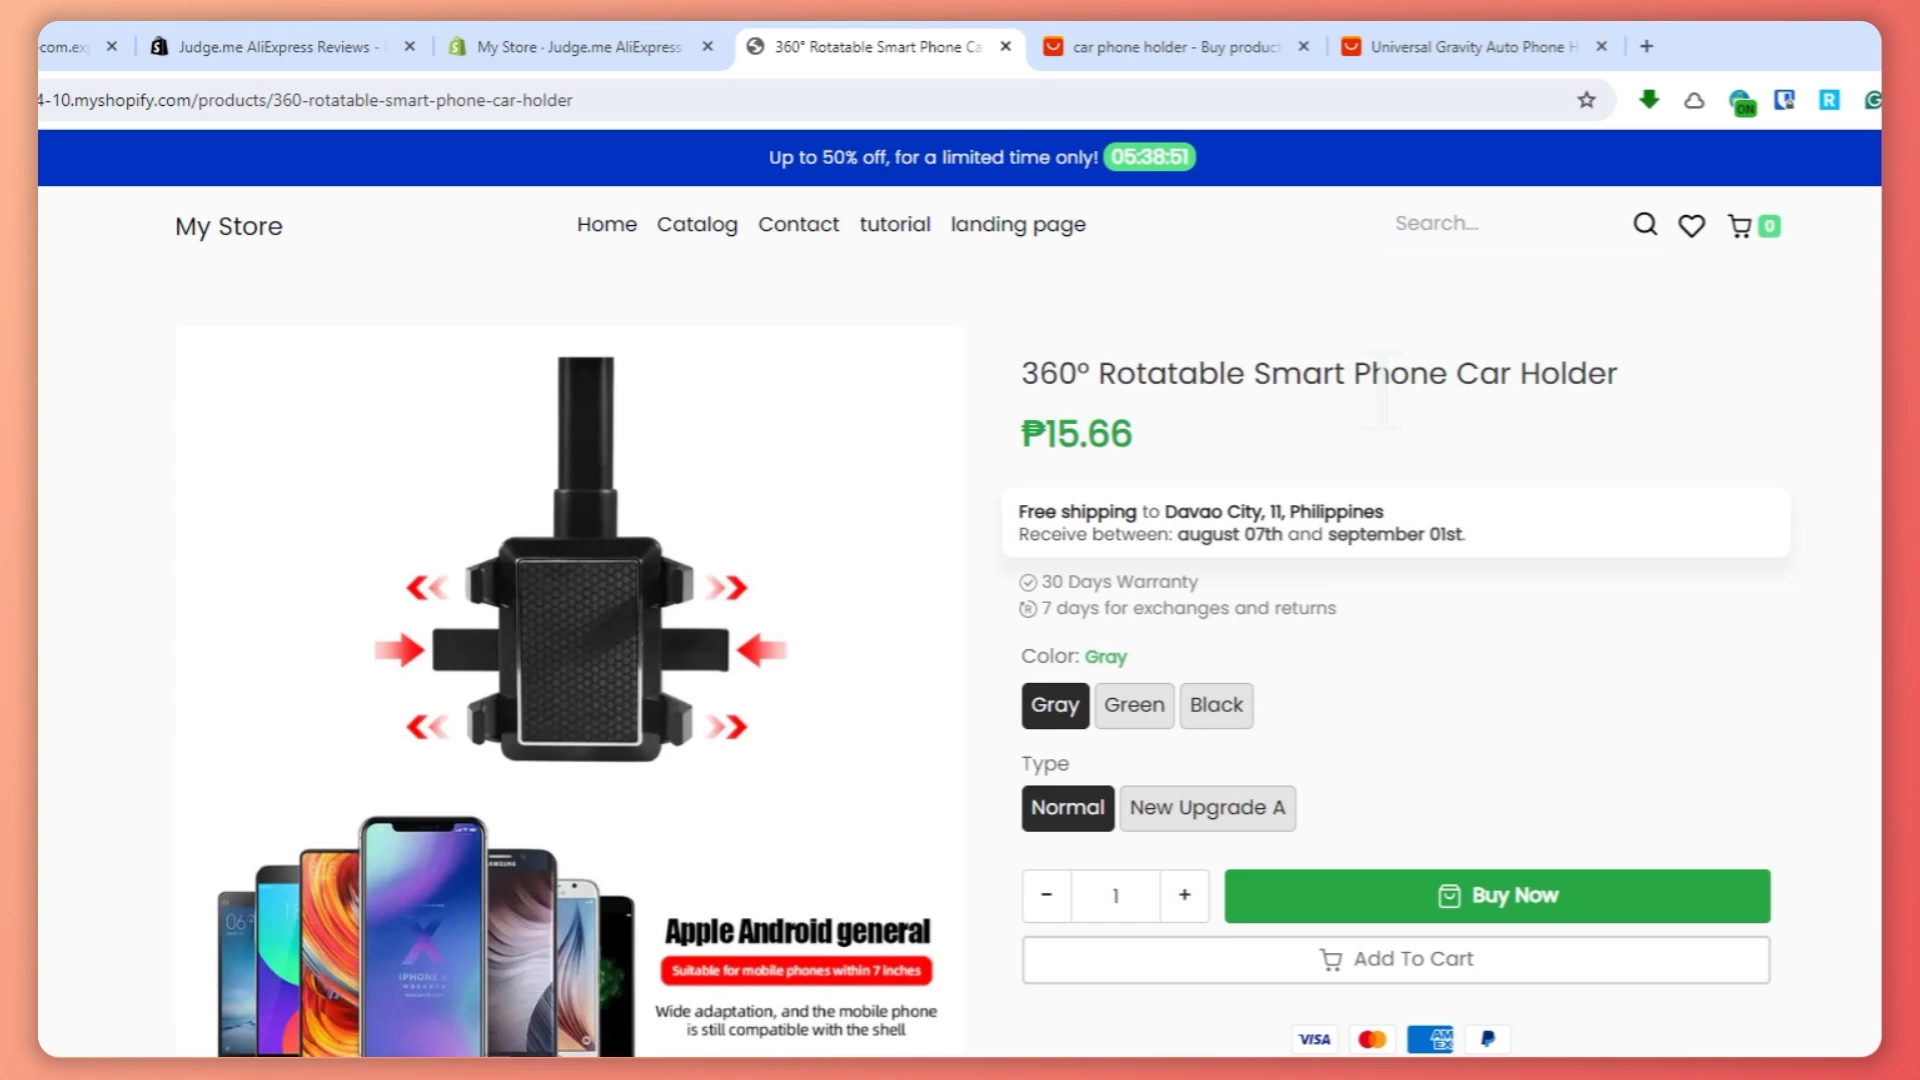 -com.ex
Judge.me AliExpress Reviews -
My Store · Judge.me AliExpress
360° Rotatable Smart Phone Ca
car phone holder - Buy product
Universal Gravity Auto Phone H
4-10.myshopify.com/products/360-rotatable-smart-phone-car-holder
ON
R
Up to 50% off, for a limited time only! 05:38:51
My Store
Home Catalog Contact tutorial landing page
Search...
0
360° Rotatable Smart Phone Car Holder
₱15.66
Free shipping to Davao City, 11, Philippines
Receive between: august 07th and september 01st.
30 Days Warranty
7 days for exchanges and returns
Color: Gray
Gray Green Black
Type
Normal New Upgrade A
- 1 + Buy Now
Add To Cart
VISA
AM
EX
SAMSUNG
06:
X
IPHONE X
Apple Android general
Suitable for mobile phones within 7 inches
Wide adaptation, and the mobile phone
is still compatible with the shell